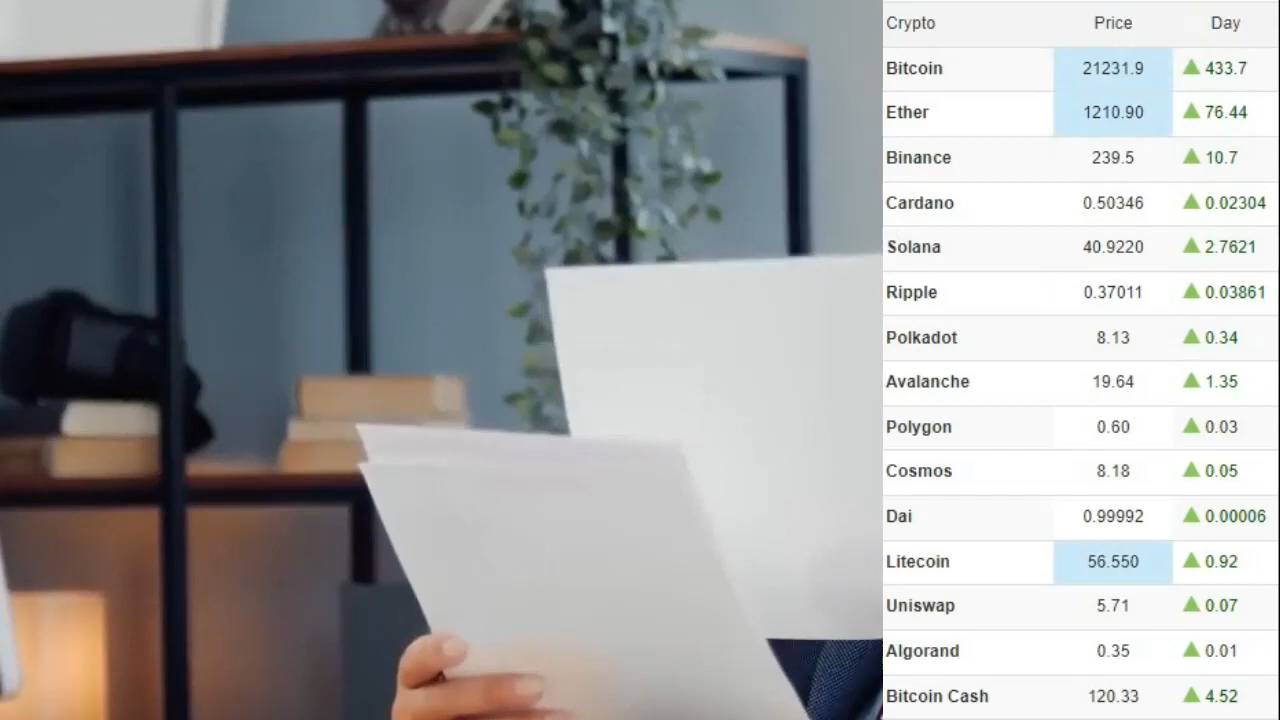 Crypto Price Day
Bitcoin 21231.9 433.7
Ether 1210.90 76.44
Binance 239.5 10.7
Cardano 0.50346 0.02304
Solana 40.9220 2.7621
Ripple 0.37011 0.03861
Polkadot 8.13 0.34
Avalanche 19.64 1.35
Polygon 0.60 0.03
Cosmos 8.18 0.05
Dai 0.99992 0.00006
Litecoin 56.550 0.92
Uniswap 5.71 0.07
Algorand 0.35 0.01
Bitcoin Cash 120.33 4.52